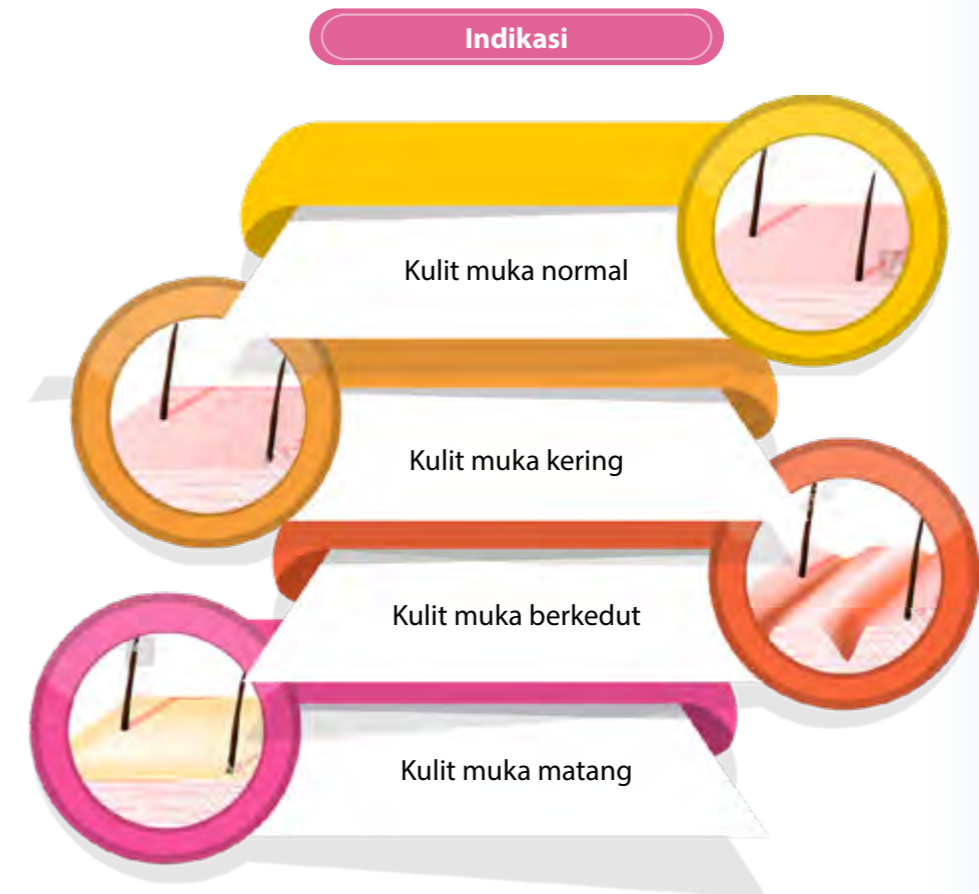 Indikasi
Kulit muka normal
Kulit muka kering
Kulit muka berkedut
Kulit muka matang